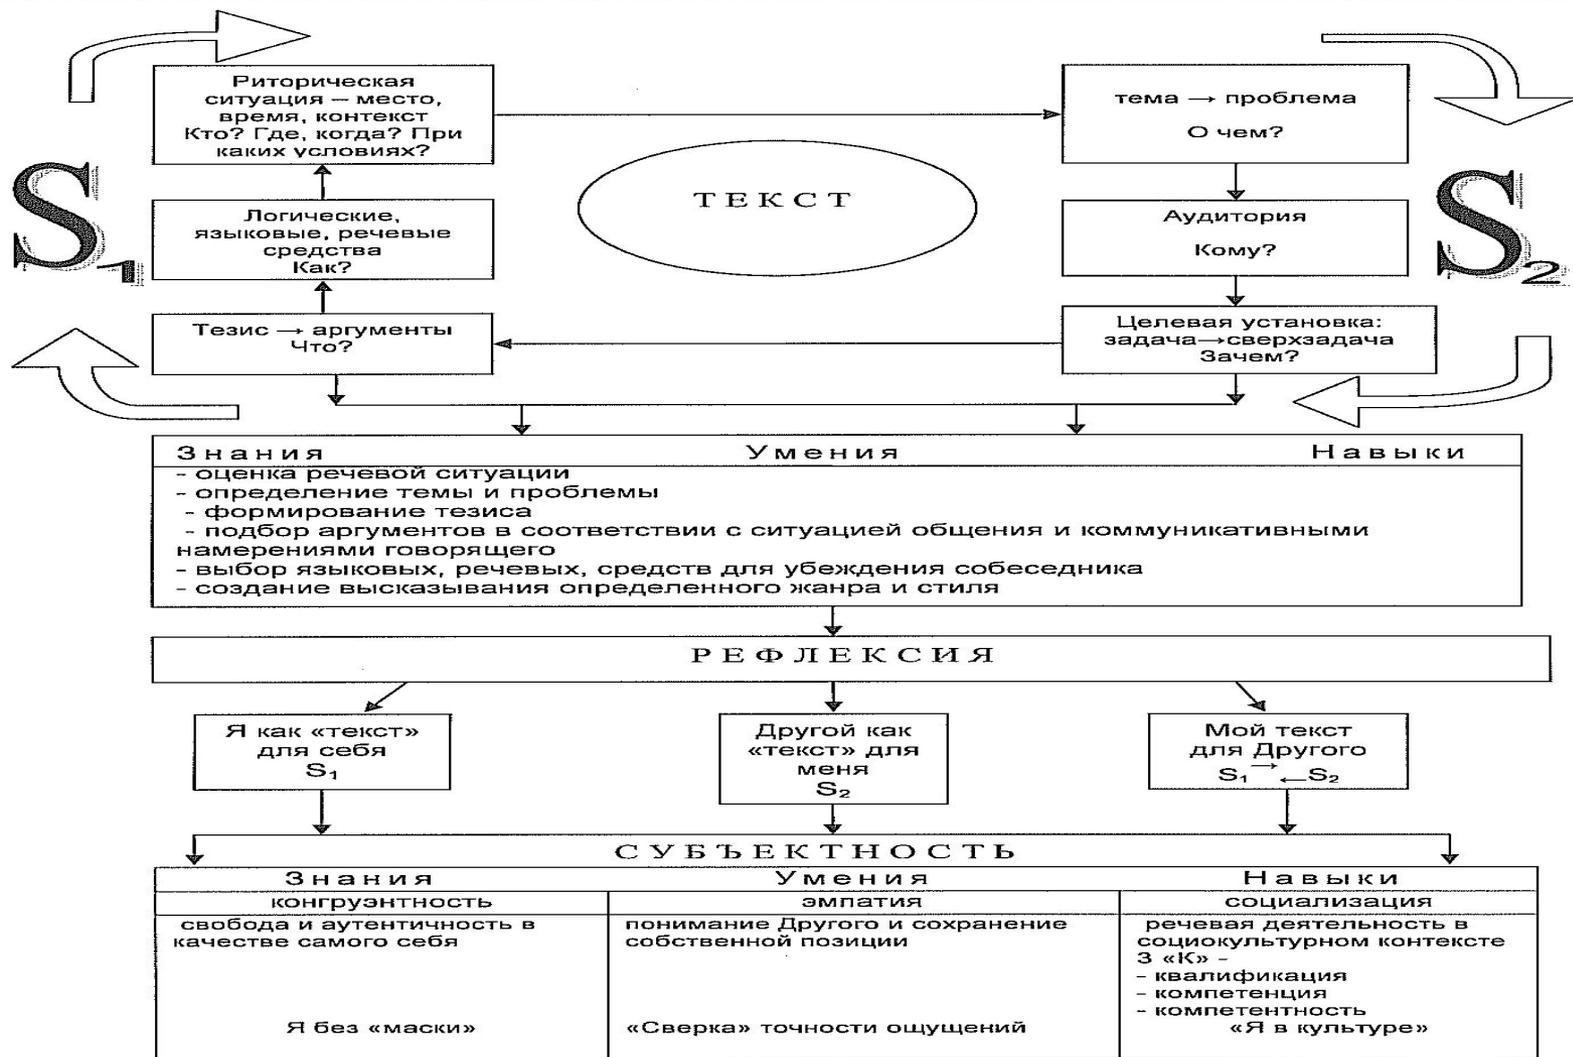 Риторическая
ситуация – место,
время, контекст
Кто? Где, когда? При
каких условиях?
тема → проблема
О чем?
S1
ТЕКСТ
S2
Логические,
языковые, речевые
средства
Как?
Аудитория
Кому?
Тезис → аргументы
Что?
Целевая установка:
задача→сверхзадача
Зачем?
Знания Умения Навыки
- оценка речевой ситуации
- определение темы и проблемы
- формирование тезиса
- подбор аргументов в соответствии с ситуацией общения и коммуникативными
намерениями говорящего
- выбор языковых, речевых, средств для убеждения собеседника
- создание высказывания определенного жанра и стиля
РЕФЛЕКСИЯ
Я как «текст»
для себя
S1
Другой как
«текст» для
меня
S2
Мой текст
для Другого
S1 → ← S2
СУБЪЕКТНОСТЬ
Знания Умения Навыки
конгруэнтность эмпатия социализация
свобода и аутентичность в
качестве самого себя
Я без «маски»
понимание Другого и сохранение
собственной позиции
«Сверка» точности ощущений
речевая деятельность в
социокультурном контексте
3 «К» -
- квалификация
- компетенция
- компетентность
«Я в культуре»